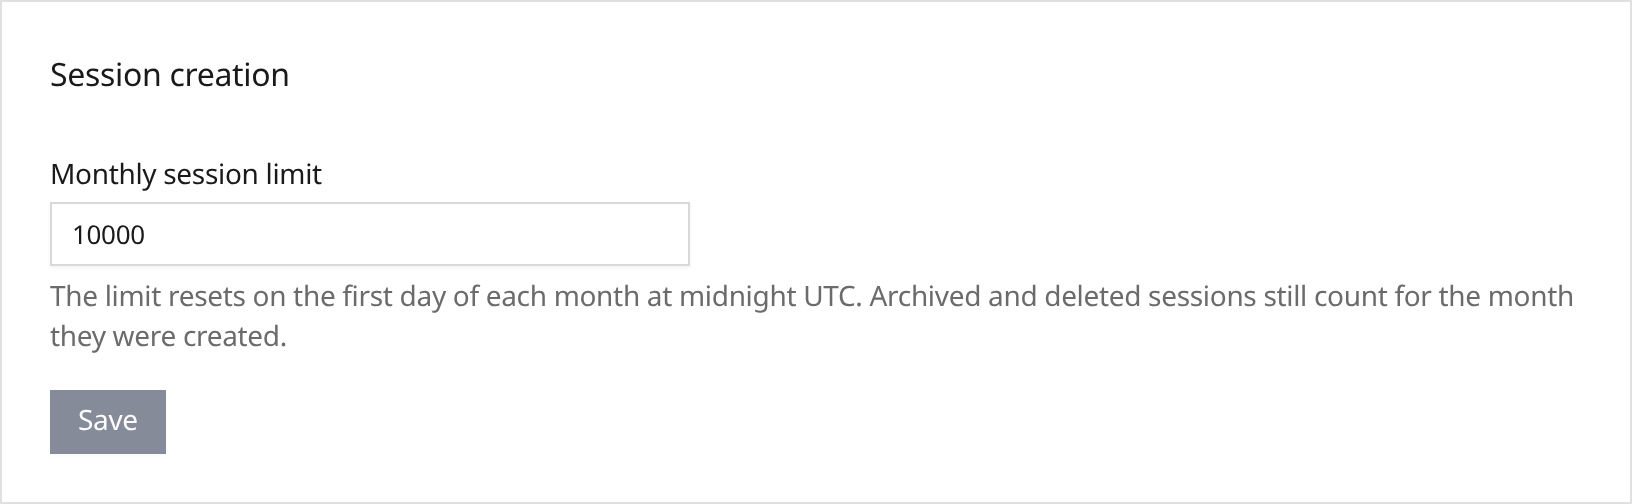 Session creation
Monthly session limit
10000
The limit resets on the first day of each month at midnight UTC. Archived and deleted sessions still count for the month
they were created.
Save